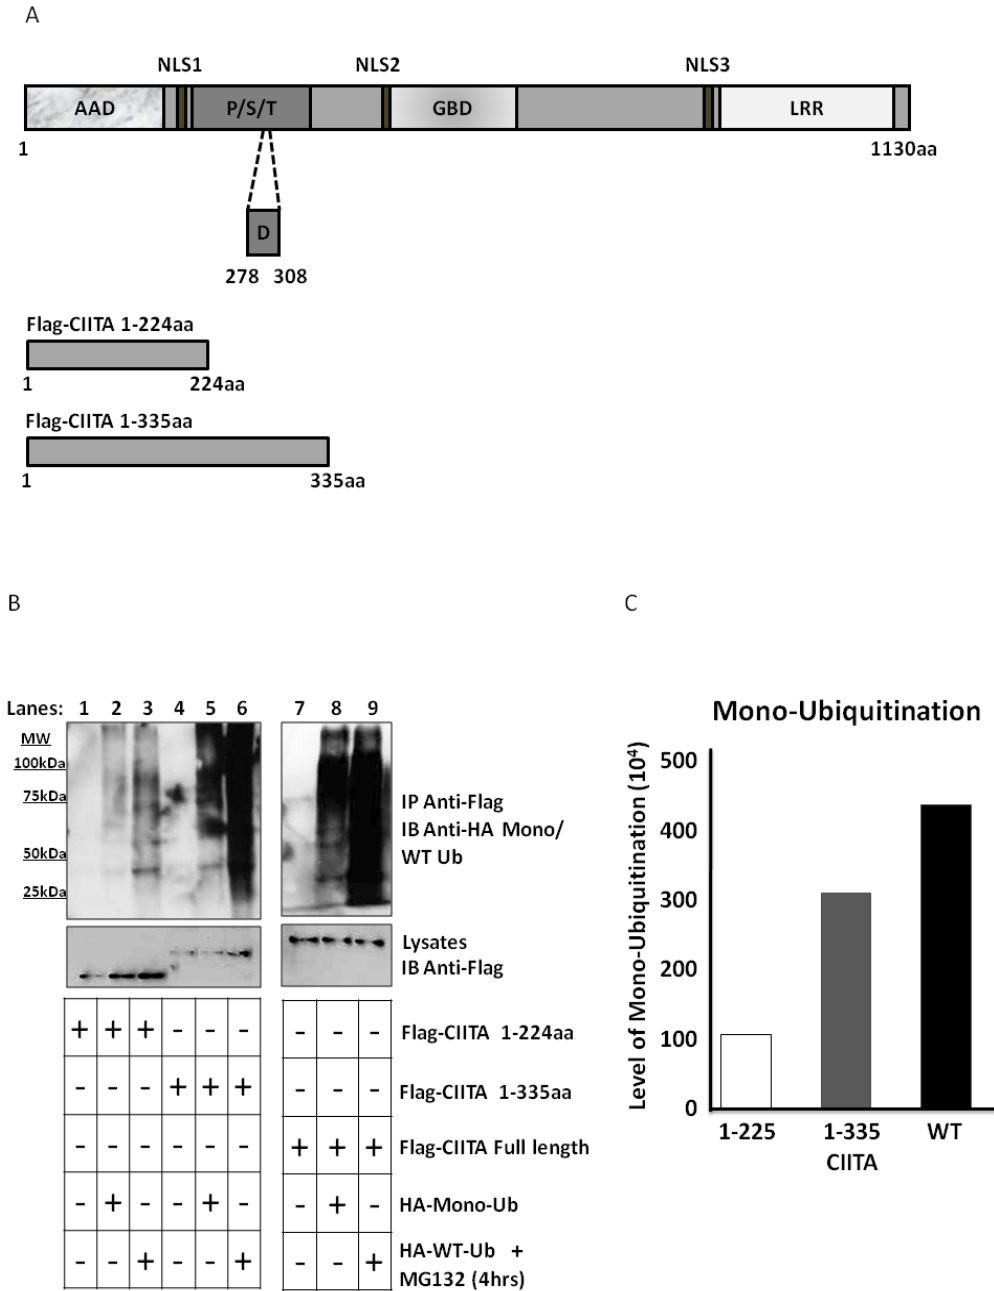 A
NLS1 NLS2 NLS3
AAD P/S/T GBD LRR
1 1130aa
D
278 308
Flag-CIITA 1-224aa
1 224aa
Flag-CIITA 1-335aa
1 335aa
B
Lanes: 1 2 3 4 5 6 7 8 9
MW
100kDa
75kDa
50kDa
25kDa
IP Anti-Flag
IB Anti-HA Mono/
WT Ub
Lysates
IB Anti-Flag
+ + + - - - - - - Flag-CIITA 1-224aa
- - - + + + - - - Flag-CIITA 1-335aa
- - - - - - + + + Flag-CIITA Full length
- + - - + - - + - HA-Mono-Ub
- - + - - + - - + HA-WT-Ub +
MG132 (4hrs)
C
Mono-Ubiquitination
Level of Mono-Ubiquitination (10⁴)
500
400
300
200
100
0
1-225 1-335 WT
CIITA